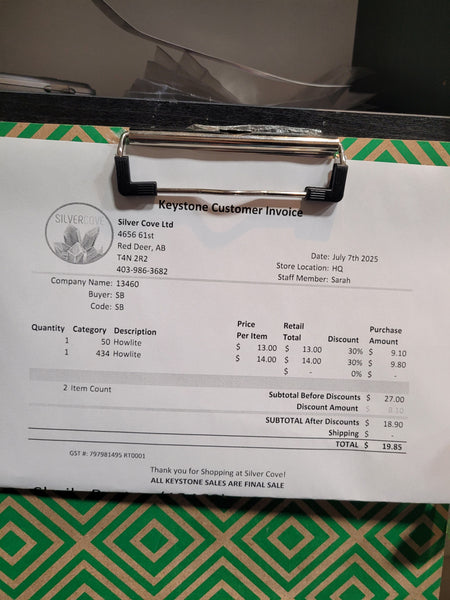 Keystone Customer Invoice
SILVERCOVE
Silver Cove Ltd
4656 61st
Red Deer, AB
T4N 2R2
403-986-3682
Date: July 7th 2025
Store Location: HQ
Staff Member: Sarah
Company Name: 13460
Buyer: SB
Code: SB
Quantity Category Description Price Per Item Retail Total Discount Purchase Amount
1 50 Howlite $ 13.00 $ 13.00 30% $ 9.10
1 434 Howlite $ 14.00 $ 14.00 30% $ 9.80
$ - 0% $ -
2 Item Count
Subtotal Before Discounts $ 27.00
Discount Amount $ 8.10
SUBTOTAL After Discounts $ 18.90
Shipping $ -
TOTAL $ 19.85
GST #: 797981495 RT0001
Thank you for Shopping at Silver Cove!
ALL KEYSTONE SALES ARE FINAL SALE